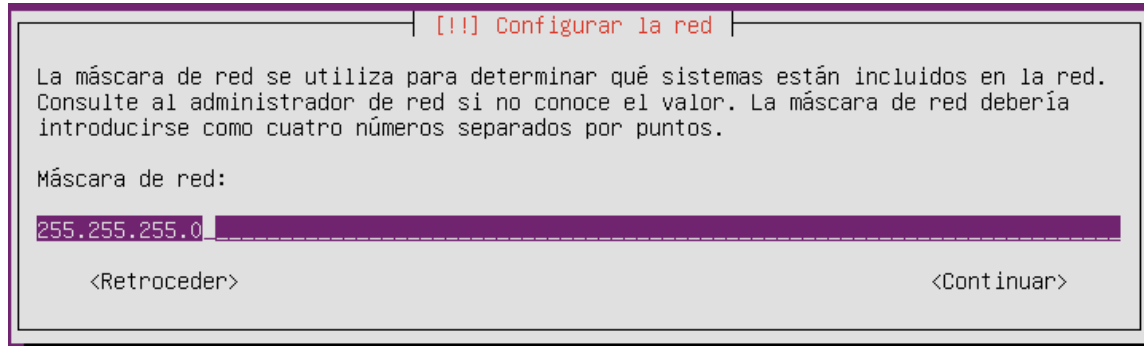 [!!] Configurar la red
La máscara de red se utiliza para determinar qué sistemas están incluidos en la red.
Consulte al administrador de red si no conoce el valor. La máscara de red debería
introducirse como cuatro números separados por puntos.
Máscara de red:
255.255.255.0
<Retroceder> <Continuar>